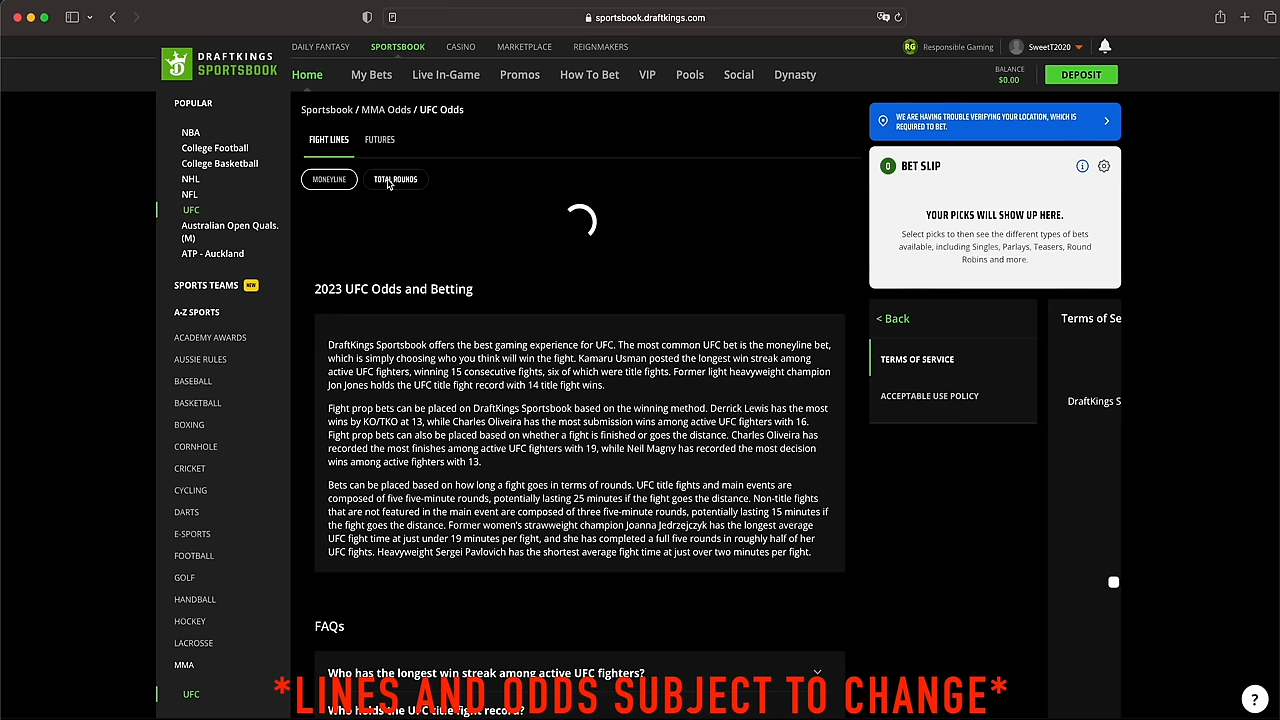 sportsbook.draftkings.com
DRAFTKINGS
SPORTSBOOK
DAILY FANTASY
SPORTSBOOK
CASINO
MARKETPLACE
REIGNMAKERS
RG
Responsible Gaming
SweetT2020
Home
My Bets
Live In-Game
Promos
How To Bet
VIP
Pools
Social
Dynasty
BALANCE
$0.00
DEPOSIT
POPULAR
NBA
College Football
College Basketball
NHL
NFL
UFC
Australian Open Quals.
(M)
ATP - Auckland
SPORTS TEAMS
NEW
A-Z SPORTS
ACADEMY AWARDS
AUSSIE RULES
BASEBALL
BASKETBALL
BOXING
CORNHOLE
CRICKET
CYCLING
DARTS
E-SPORTS
FOOTBALL
GOLF
HANDBALL
HOCKEY
LACROSSE
MMA
UFC
Sportsbook / MMA Odds / UFC Odds
FIGHT LINES
FUTURES
MONEYLINE
TOTAL ROUNDS
2023 UFC Odds and Betting
DraftKings Sportsbook offers the best gaming experience for UFC. The most common UFC bet is the moneyline bet,
which is simply choosing who you think will win the fight. Kamaru Usman posted the longest win streak among
active UFC fighters, winning 15 consecutive fights, six of which were title fights. Former light heavyweight champion
Jon Jones holds the UFC title fight record with 14 title fight wins.
Fight prop bets can be placed on DraftKings Sportsbook based on the winning method. Derrick Lewis has the most
wins by KO/TKO at 13, while Charles Oliveira has the most submission wins among active UFC fighters with 16.
Fight prop bets can also be placed based on whether a fight is finished or goes the distance. Charles Oliveira has
recorded the most finishes among active UFC fighters with 19, while Neil Magny has recorded the most decision
wins among active fighters with 13.
Bets can be placed based on how long a fight goes in terms of rounds. UFC title fights and main events are
composed of five five-minute rounds, potentially lasting 25 minutes if the fight goes the distance. Non-title fights
that are not featured in the main event are composed of three five-minute rounds, potentially lasting 15 minutes if
the fight goes the distance. Former women's strawweight champion Joanna Jedrzejczyk has the longest average
UFC fight time at just under 19 minutes per fight, and she has completed a full five rounds in roughly half of her
UFC fights. Heavyweight Sergei Pavlovich has the shortest average fight time at just over two minutes per fight.
FAQs
Who has the longest win streak among active UFC fighters?
Who holds the UFC title fight record?
WE ARE HAVING TROUBLE VERIFYING YOUR LOCATION, WHICH IS
REQUIRED TO BET.
0
BET SLIP
YOUR PICKS WILL SHOW UP HERE.
Select picks to then see the different types of bets
available, including Singles, Parlays, Teasers, Round
Robins and more.
< Back
TERMS OF SERVICE
ACCEPTABLE USE POLICY
Terms of Se
DraftKings S
?
*LINES AND ODDS SUBJECT TO CHANGE*